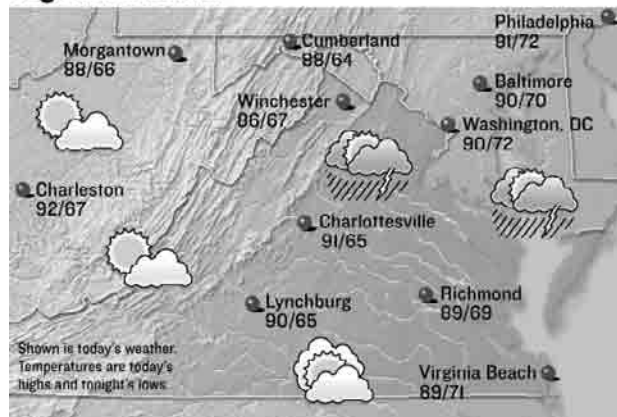 Philadelphia
91/72
Morgantown
88/66
Cumberland
88/64
Baltimore
90/70
Winchester
86/67
Washington, DC
90/72
Charleston
92/67
Charlottesville
91/65
Lynchburg
90/65
Richmond
89/69
Shown is today's weather.
Temperatures are today's
highs and tonight's lows.
Virginia Beach
89/71